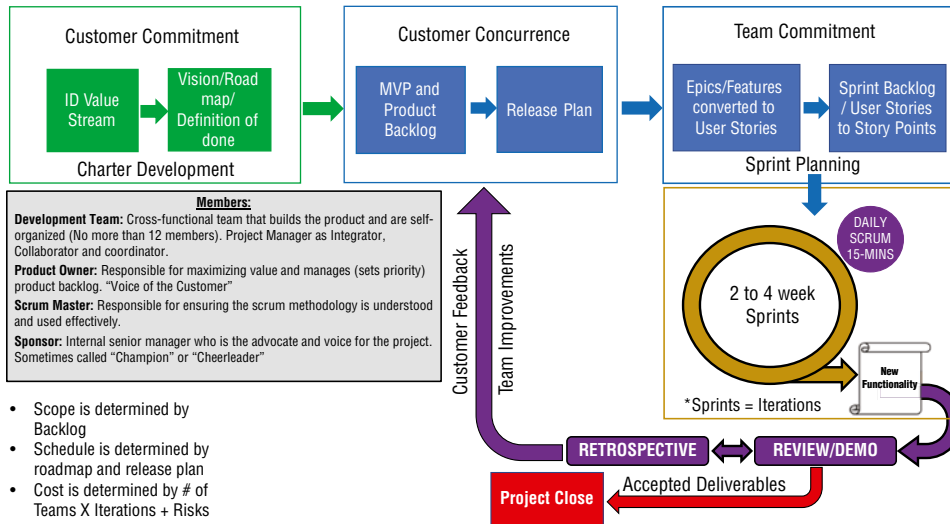 Customer Commitment
ID Value
Stream
Vision/Road
map/
Definition of
done
Charter Development
Customer Concurrence
MVP and
Product
Backlog
Release Plan
Team Commitment
Epics/Features
converted to
User Stories
Sprint Backlog
/ User Stories
to Story Points
Sprint Planning
Members:
Development Team: Cross-functional team that builds the product and are self-
organized (No more than 12 members). Project Manager as Integrator,
Collaborator and coordinator.
Product Owner: Responsible for maximizing value and manages (sets priority)
product backlog. “Voice of the Customer”
Scrum Master: Responsible for ensuring the scrum methodology is understood
and used effectively.
Sponsor: Internal senior manager who is the advocate and voice for the project.
Sometimes called “Champion” or “Cheerleader”
• Scope is determined by
Backlog
• Schedule is determined by
roadmap and release plan
• Cost is determined by # of
Teams X Iterations + Risks
Customer Feedback
Team Improvements
DAILY
SCRUM
15-MINS
2 to 4 week
Sprints
New
Functionality
*Sprints = Iterations
RETROSPECTIVE
REVIEW/DEMO
Accepted Deliverables
Project Close